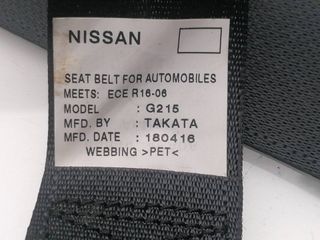 NISSAN
SEAT BELT FOR AUTOMOBILES
MEETS: ECE R16-06
MODEL : G215
MFD. BY : TAKATA
MFD. DATE : 180416
WEBBING >PET<